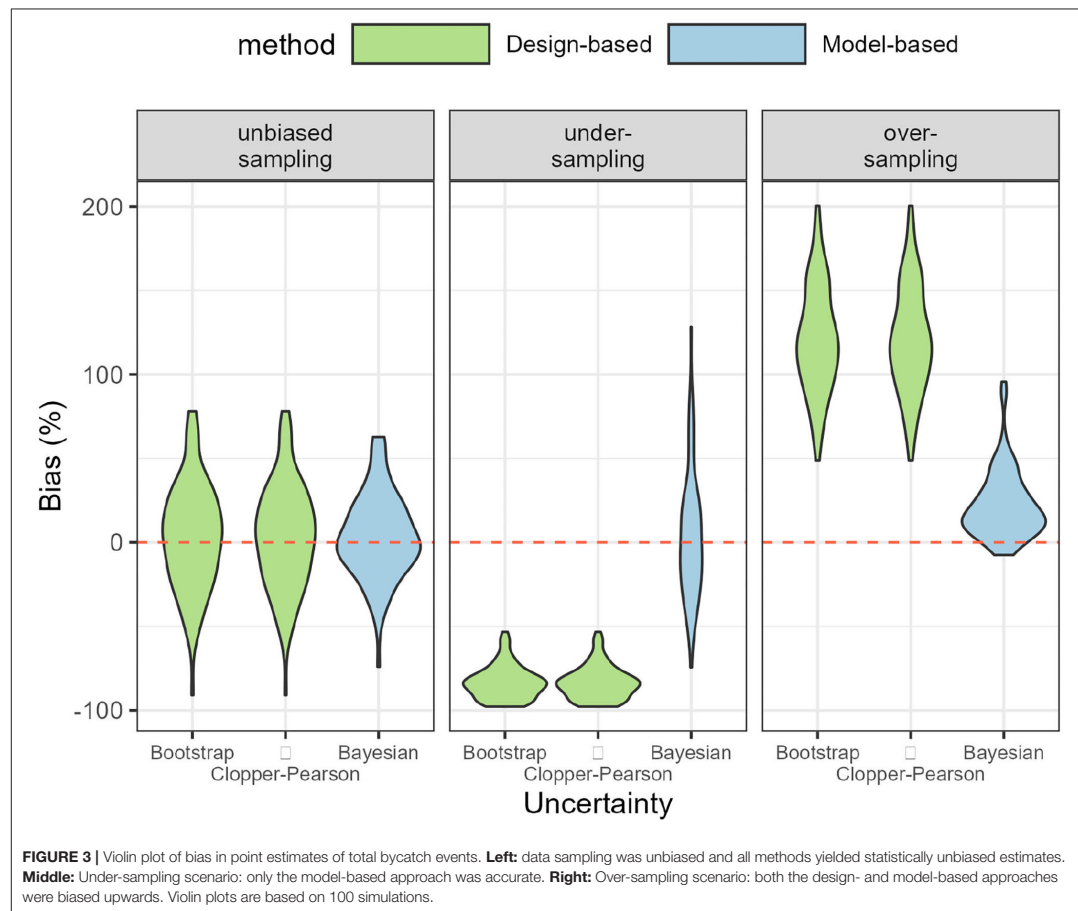 method Design-based Model-based
unbiased
sampling
under-
sampling
over-
sampling
200
100
0
-100
Bias (%)
Bootstrap □ Bayesian
Clopper-Pearson
Bootstrap □ Bayesian
Clopper-Pearson
Bootstrap □ Bayesian
Clopper-Pearson
Uncertainty
FIGURE 3 | Violin plot of bias in point estimates of total bycatch events. Left: data sampling was unbiased and all methods yielded statistically unbiased estimates.
Middle: Under-sampling scenario: only the model-based approach was accurate. Right: Over-sampling scenario: both the design- and model-based approaches
were biased upwards. Violin plots are based on 100 simulations.